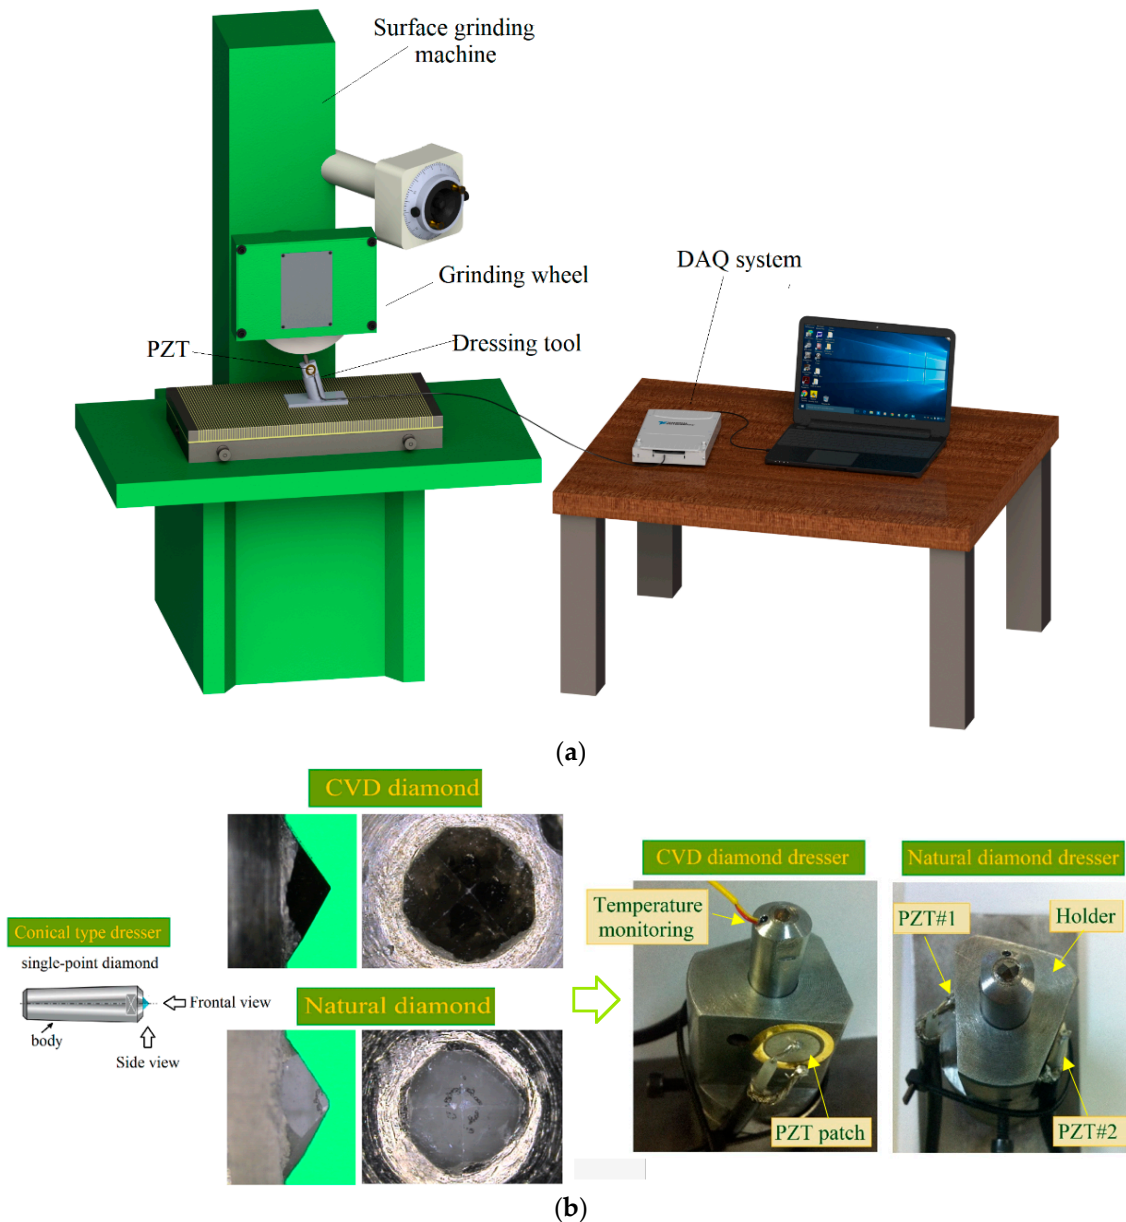 Surface grinding
machine
DAQ system
Grinding wheel
PZT
Dressing tool
(a)
CVD diamond
CVD diamond dresser
Natural diamond dresser
Temperature
monitoring
PZT#1
Holder
Conical type dresser
single-point diamond
Frontal view
body
Side view
Natural diamond
PZT patch
PZT#2
(b)